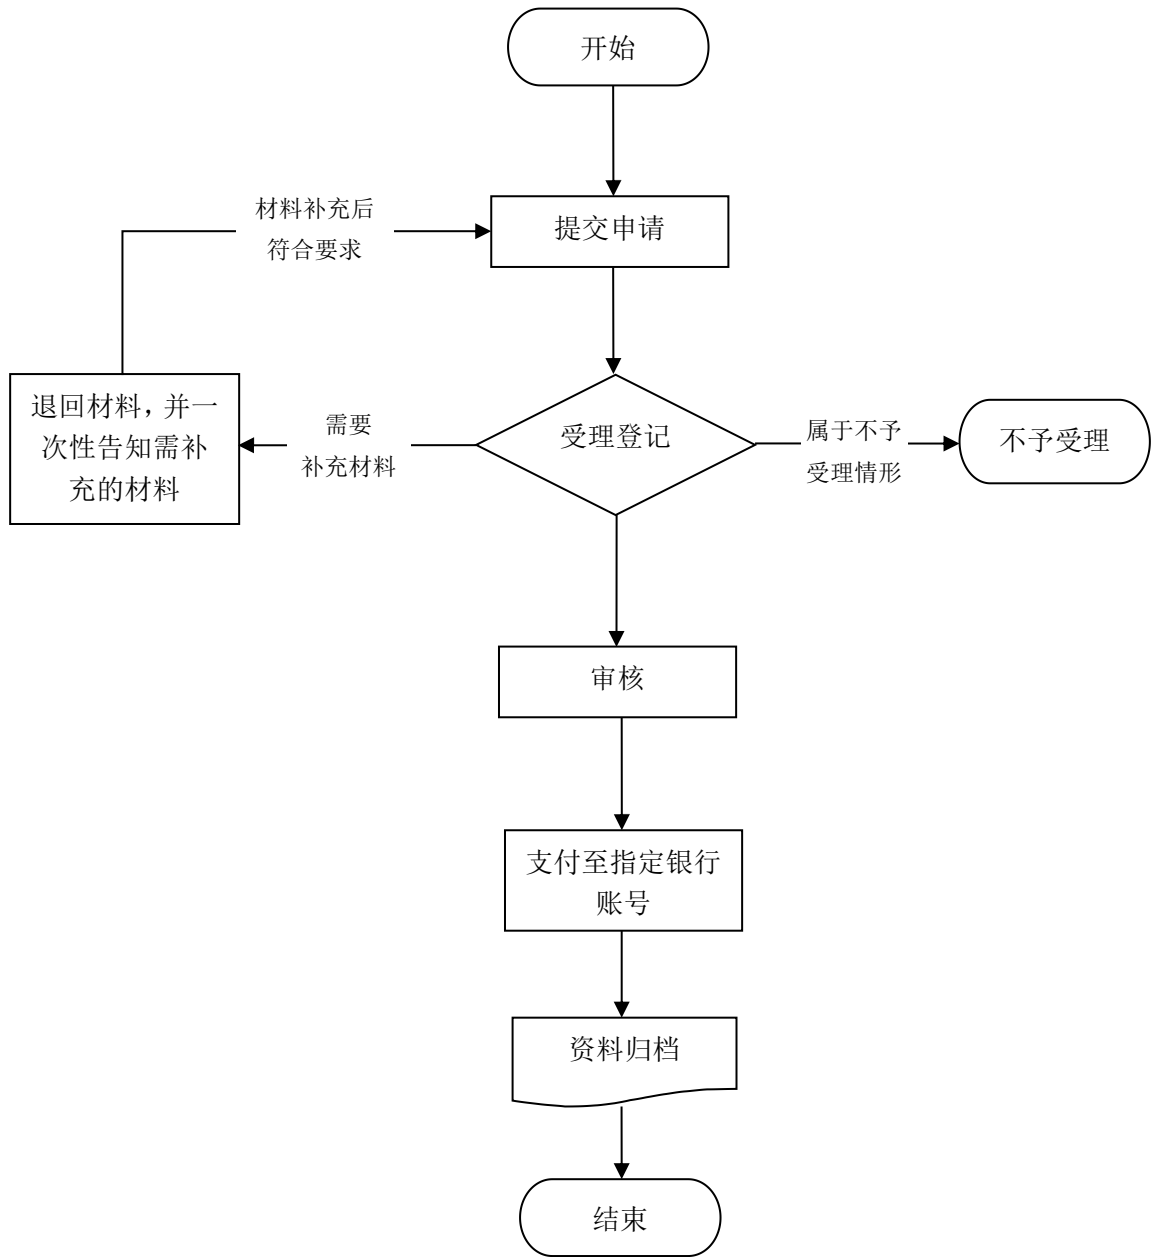 开始
材料补充后
符合要求
提交申请
退回材料，并一
次性告知需补
充的材料
需要
补充材料
受理登记
属于不予
受理情形
不予受理
审核
支付至指定银行
账号
资料归档
结束